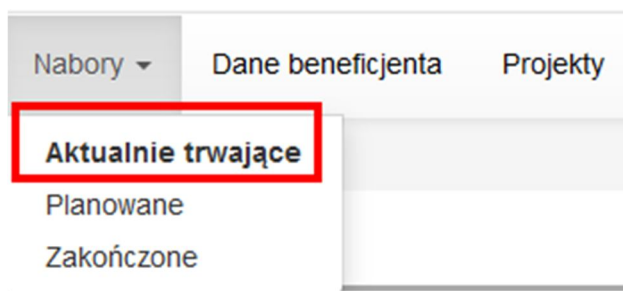 Nabory Dane beneficjenta Projekty
Aktualnie trwające
Planowane
Zakończone